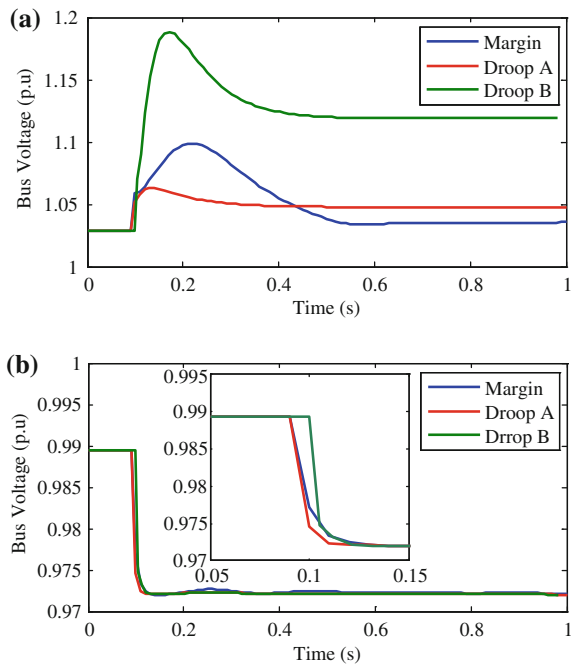 (a)
1.2
1.15
1.1
1.05
1
Bus Voltage (p.u)
Margin
Droop A
Droop B
0
0.2
0.4
0.6
0.8
1
Time (s)
(b)
1
0.995
0.99
0.985
0.98
0.975
0.97
Bus Voltage (p.u)
0.995
0.99
0.985
0.98
0.975
0.97
0.05
0.1
0.15
Margin
Droop A
Drrop B
0
0.2
0.4
0.6
0.8
1
Time (s)